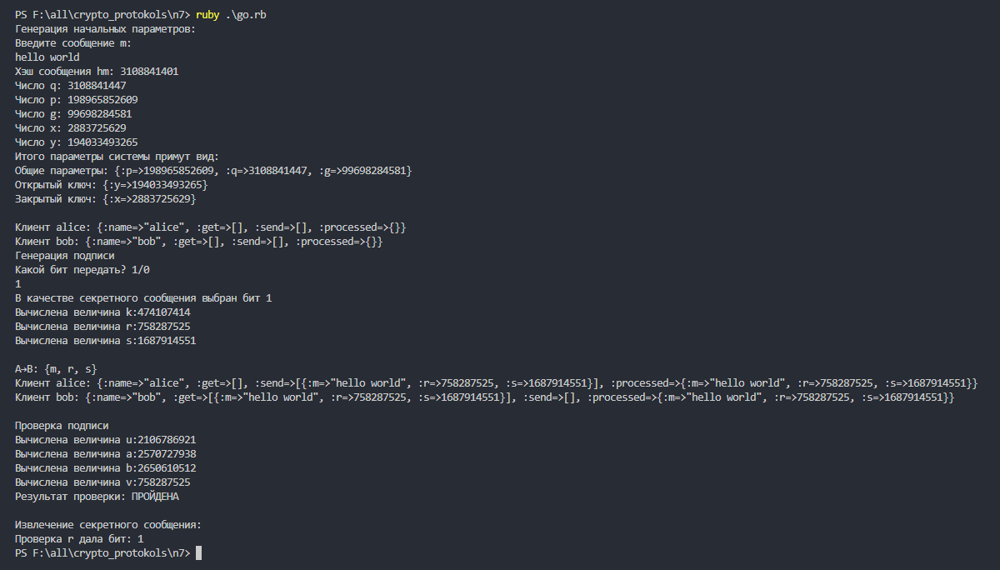 PS F:\all\crypto_protokols\n7> ruby .\go.rb
Генерация начальных параметров:
Введите сообщение m:
hello world
Хэш сообщения hm: 3108841401
Число q: 3108841447
Число p: 198965852609
Число g: 99698284581
Число x: 2883725629
Число y: 194033493265
Итого параметры системы примут вид:
Общие параметры: {:p=>198965852609, :q=>3108841447, :g=>99698284581}
Открытый ключ: {:y=>194033493265}
Закрытый ключ: {:x=>2883725629}
Клиент alice: {:name=>"alice", :get=>[], :send=>[], :processed=>{}}
Клиент bob: {:name=>"bob", :get=>[], :send=>[], :processed=>{}}
Генерация подписи
Какой бит передать? 1/0
1
В качестве секретного сообщения выбран бит 1
Вычислена величина k:474107414
Вычислена величина r:758287525
Вычислена величина s:1687914551
A→B: {m, r, s}
Клиент alice: {:name=>"alice", :get=>[], :send=>[{:m=>"hello world", :r=>758287525, :s=>1687914551}], :processed=>{:m=>"hello world", :r=>758287525, :s=>1687914551}}
Клиент bob: {:name=>"bob", :get=>[{:m=>"hello world", :r=>758287525, :s=>1687914551}], :send=>[], :processed=>{:m=>"hello world", :r=>758287525, :s=>1687914551}}
Проверка подписи
Вычислена величина u:2106786921
Вычислена величина a:2570727938
Вычислена величина b:2650610512
Вычислена величина v:758287525
Результат проверки: ПРОЙДЕНА
Извлечение секретного сообщения:
Проверка r дала бит: 1
PS F:\all\crypto_protokols\n7>